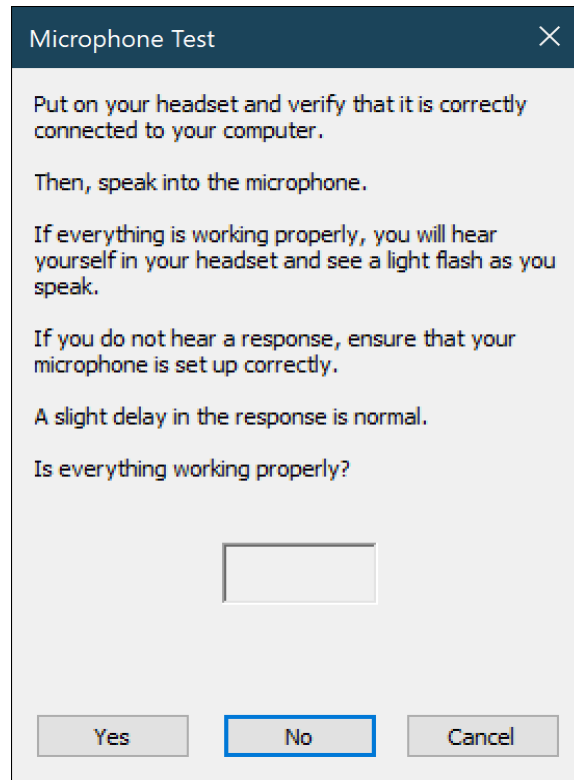 Microphone Test
Put on your headset and verify that it is correctly
connected to your computer.
Then, speak into the microphone.
If everything is working properly, you will hear
yourself in your headset and see a light flash as you
speak.
If you do not hear a response, ensure that your
microphone is set up correctly.
A slight delay in the response is normal.
Is everything working properly?
Yes No Cancel